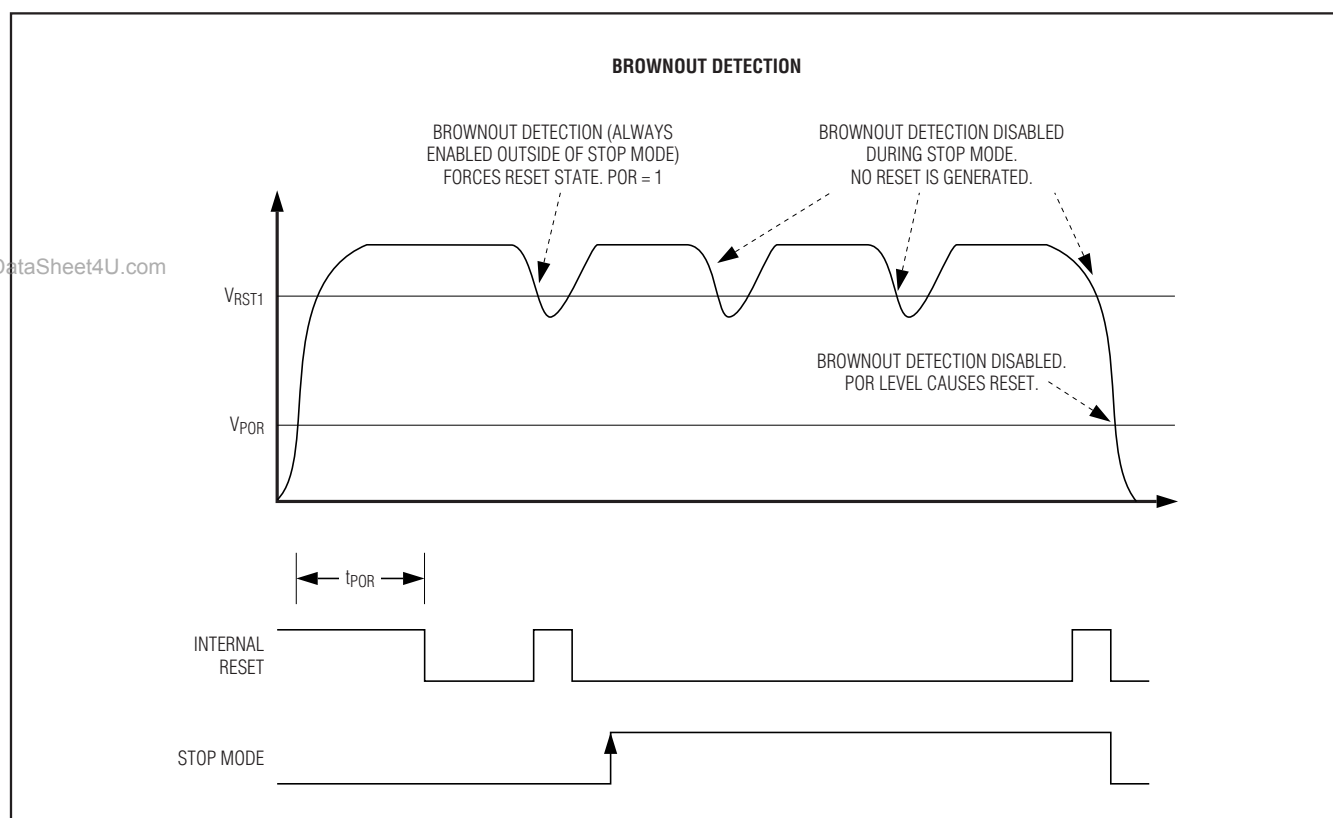 BROWNOUT DETECTION
BROWNOUT DETECTION (ALWAYS
ENABLED OUTSIDE OF STOP MODE)
FORCES RESET STATE. POR = 1
BROWNOUT DETECTION DISABLED
DURING STOP MODE.
NO RESET IS GENERATED.
DataSheet4U.com
VRST1
BROWNOUT DETECTION DISABLED.
POR LEVEL CAUSES RESET.
VPOR
tPOR
INTERNAL
RESET
STOP MODE